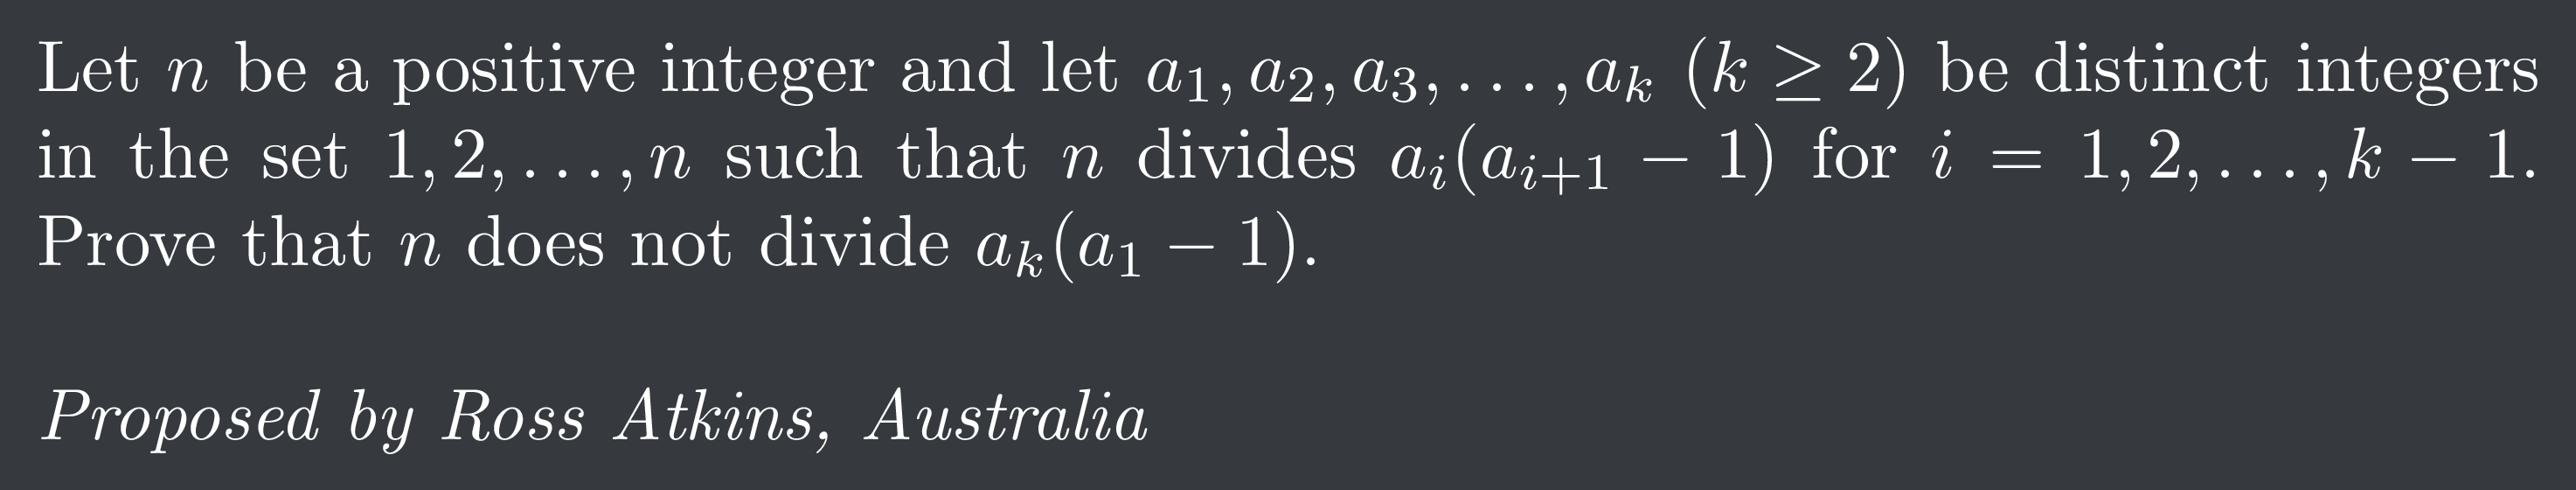 Let n be a positive integer and let a₁, a₂, a₃, . . . , aₖ (k ≥ 2) be distinct integers
in the set 1, 2, . . . , n such that n divides aᵢ(aᵢ₊₁ − 1) for i = 1, 2, . . . , k − 1.
Prove that n does not divide aₖ(a₁ − 1).
Proposed by Ross Atkins, Australia